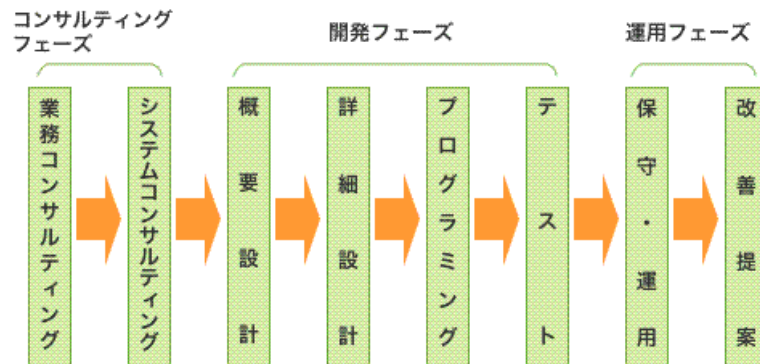 コンサルティング
フェーズ
開発フェーズ
運用フェーズ
業務コンサルティング
システムコンサルティング
概要設計
詳細設計
プログラミング
テスト
保守・運用
改善提案